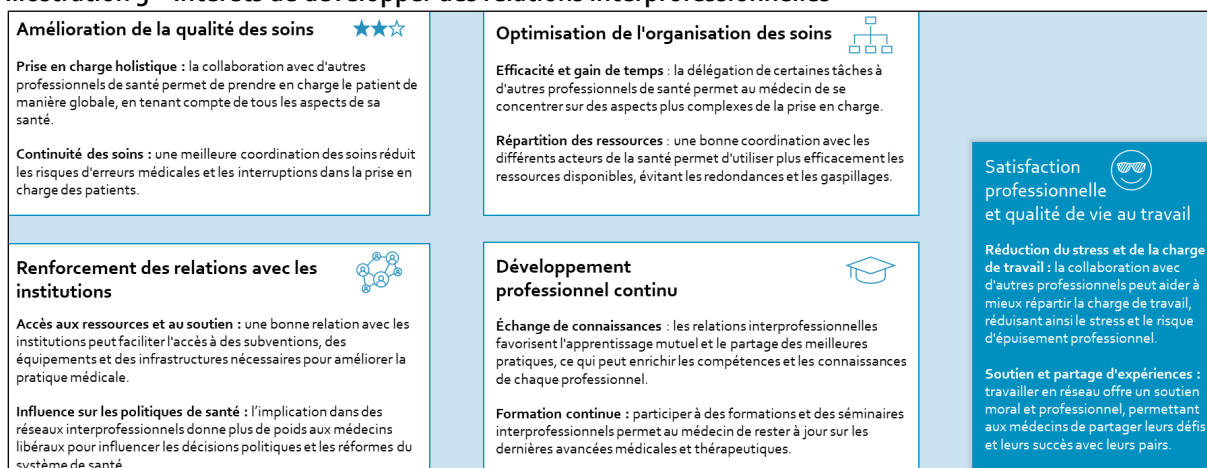 Illustration 3 - Intérêts de développer des relations interprofessionnelles
Amélioration de la qualité des soins
Prise en charge holistique : la collaboration avec d'autres
professionnels de santé permet de prendre en charge le patient de
manière globale, en tenant compte de tous les aspects de sa
santé.
Continuité des soins : une meilleure coordination des soins réduit
les risques d'erreurs médicales et les interruptions dans la prise en
charge des patients.
Optimisation de l'organisation des soins
Efficacité et gain de temps : la délégation de certaines tâches à
d'autres professionnels de santé permet au médecin de se
concentrer sur des aspects plus complexes de la prise en charge.
Répartition des ressources : une bonne coordination avec les
différents acteurs de la santé permet d'utiliser plus efficacement les
ressources disponibles, évitant les redondances et les gaspillages.
Renforcement des relations avec les
institutions
Accès aux ressources et au soutien : une bonne relation avec les
institutions peut faciliter l'accès à des subventions, des
équipements et des infrastructures nécessaires pour améliorer la
pratique médicale.
Influence sur les politiques de santé : l'implication dans des
réseaux interprofessionnels donne plus de poids aux médecins
libéraux pour influencer les décisions politiques et les réformes du
système de santé.
Développement
professionnel continu
Échange de connaissances : les relations interprofessionnelles
favorisent l'apprentissage mutuel et le partage des meilleures
pratiques, ce qui peut enrichir les compétences et les connaissances
de chaque professionnel.
Formation continue : participer à des formations et des séminaires
interprofessionnels permet au médecin de rester à jour sur les
dernières avancées médicales et thérapeutiques.
Satisfaction
professionnelle
et qualité de vie au travail
Réduction du stress et de la charge
de travail : la collaboration avec
d'autres professionnels peut aider à
mieux répartir la charge de travail,
réduisant ainsi le stress et le risque
d'épuisement professionnel.
Soutien et partage d'expériences :
travailler en réseau offre un soutien
moral et professionnel, permettant
aux médecins de partager leurs défis
et leurs succès avec leurs pairs.